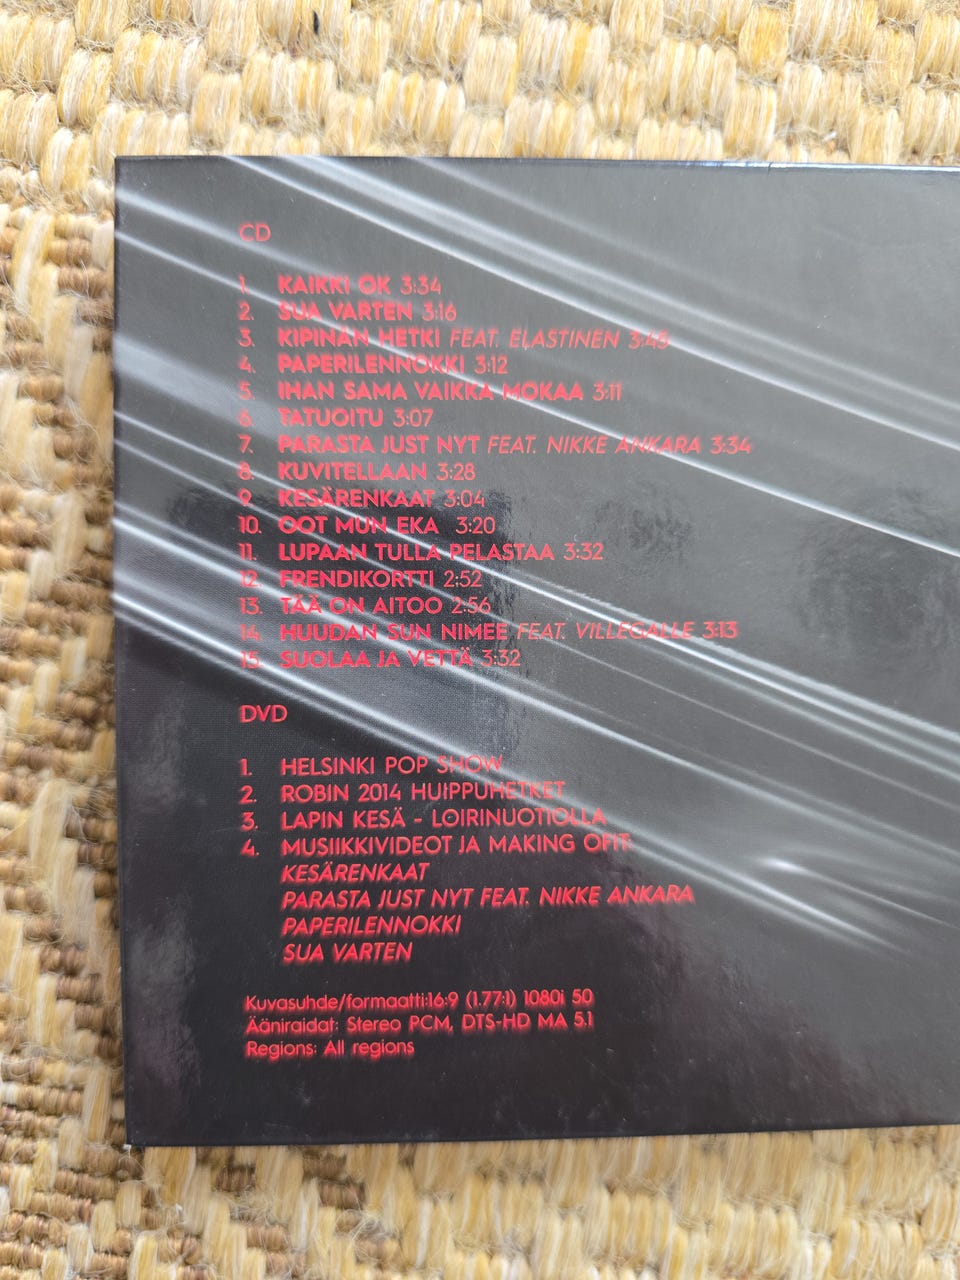 CD
1. KAIKKI OK 3:34
2. SUA VARTEN 3:16
3. KIPINÄN HETKI FEAT. ELASTINEN
4. PAPERILENNOKKI 3:12
5. IHAN SAMA VAIKKA MOKAA 3:11
6. TATUOITU 3:07
7. PARASTA JUST NYT FEAT. NIKKE ANKARA 3:34
8. KUVITELLAAN 3:28
9. KESÄRENKAAT 3:04
10. OOT MUN EKA 3:20
11. LUPAAN TULLA PELASTAA 3:32
12. FRENDIKORTTI 2:52
13. TÄÄ ON AITOO 2:56
14. HUUDAN SUN NIMEE FEAT. VILLEGALLE 3:13
15. SUOLAA JA VETTÄ 3:32
DVD
1. HELSINKI POP SHOW
2. ROBIN 2014 HUIPPUHETKET
3. LAPIN KESÄ - LOIRINUOTIOLLA
4. MUSIIKKIVIDEOT JA MAKING OFIT:
KESÄRENKAAT
PARASTA JUST NYT FEAT. NIKKE ANKARA
PAPERILENNOKKI
SUA VARTEN
Kuvasuhde/formaatti:16:9 (1.77:1) 1080i 50
Ääniraidat: Stereo PCM, DTS-HD MA 5.1
Regions: All regions